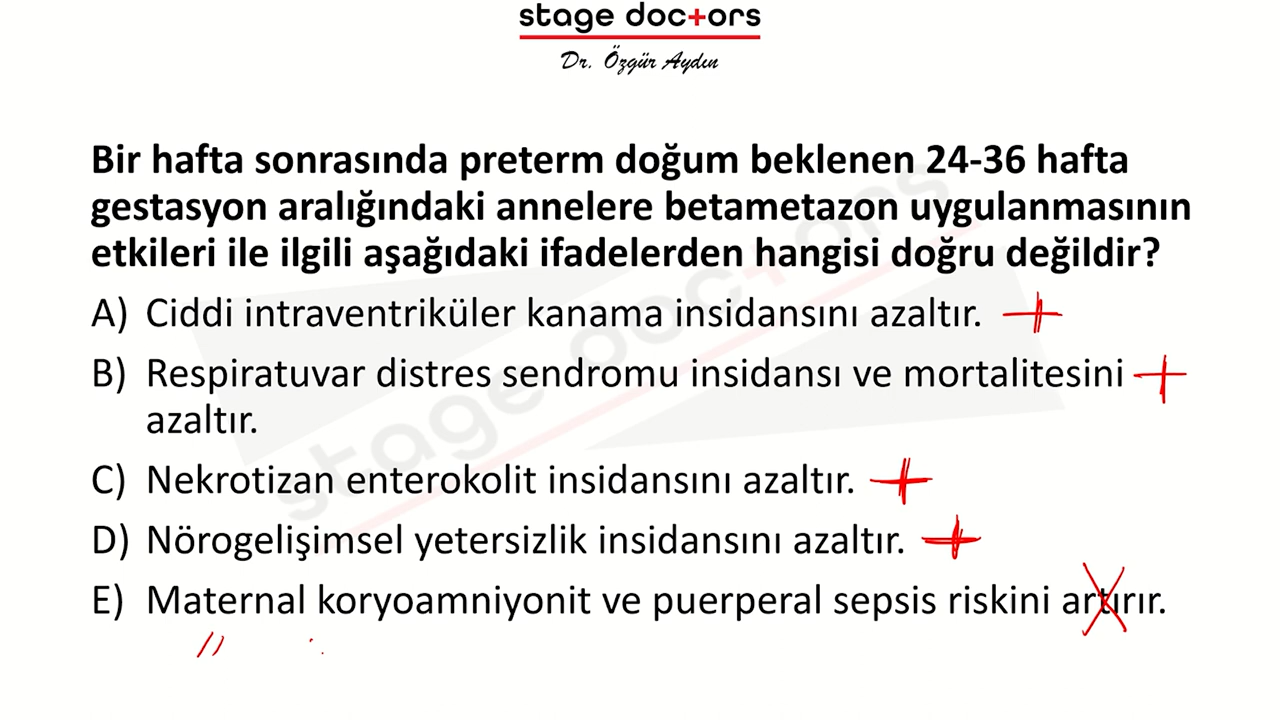 stage doctors
Dr. Özgür Aydın
Bir hafta sonrasında preterm doğum beklenen 24-36 hafta
gestasyon aralığındaki annelere betametazon uygulanmasının
etkileri ile ilgili aşağıdaki ifadelerden hangisi doğru değildir?
A) Ciddi intraventriküler kanama insidansını azaltır. +
B) Respiratuvar distres sendromu insidansı ve mortalitesini +
azaltır.
C) Nekrotizan enterokolit insidansını azaltır. +
D) Nörogelişimsel yetersizlik insidansını azaltır. +
E) Maternal koryoamniyonit ve puerperal sepsis riskini artırır.
stage doctors